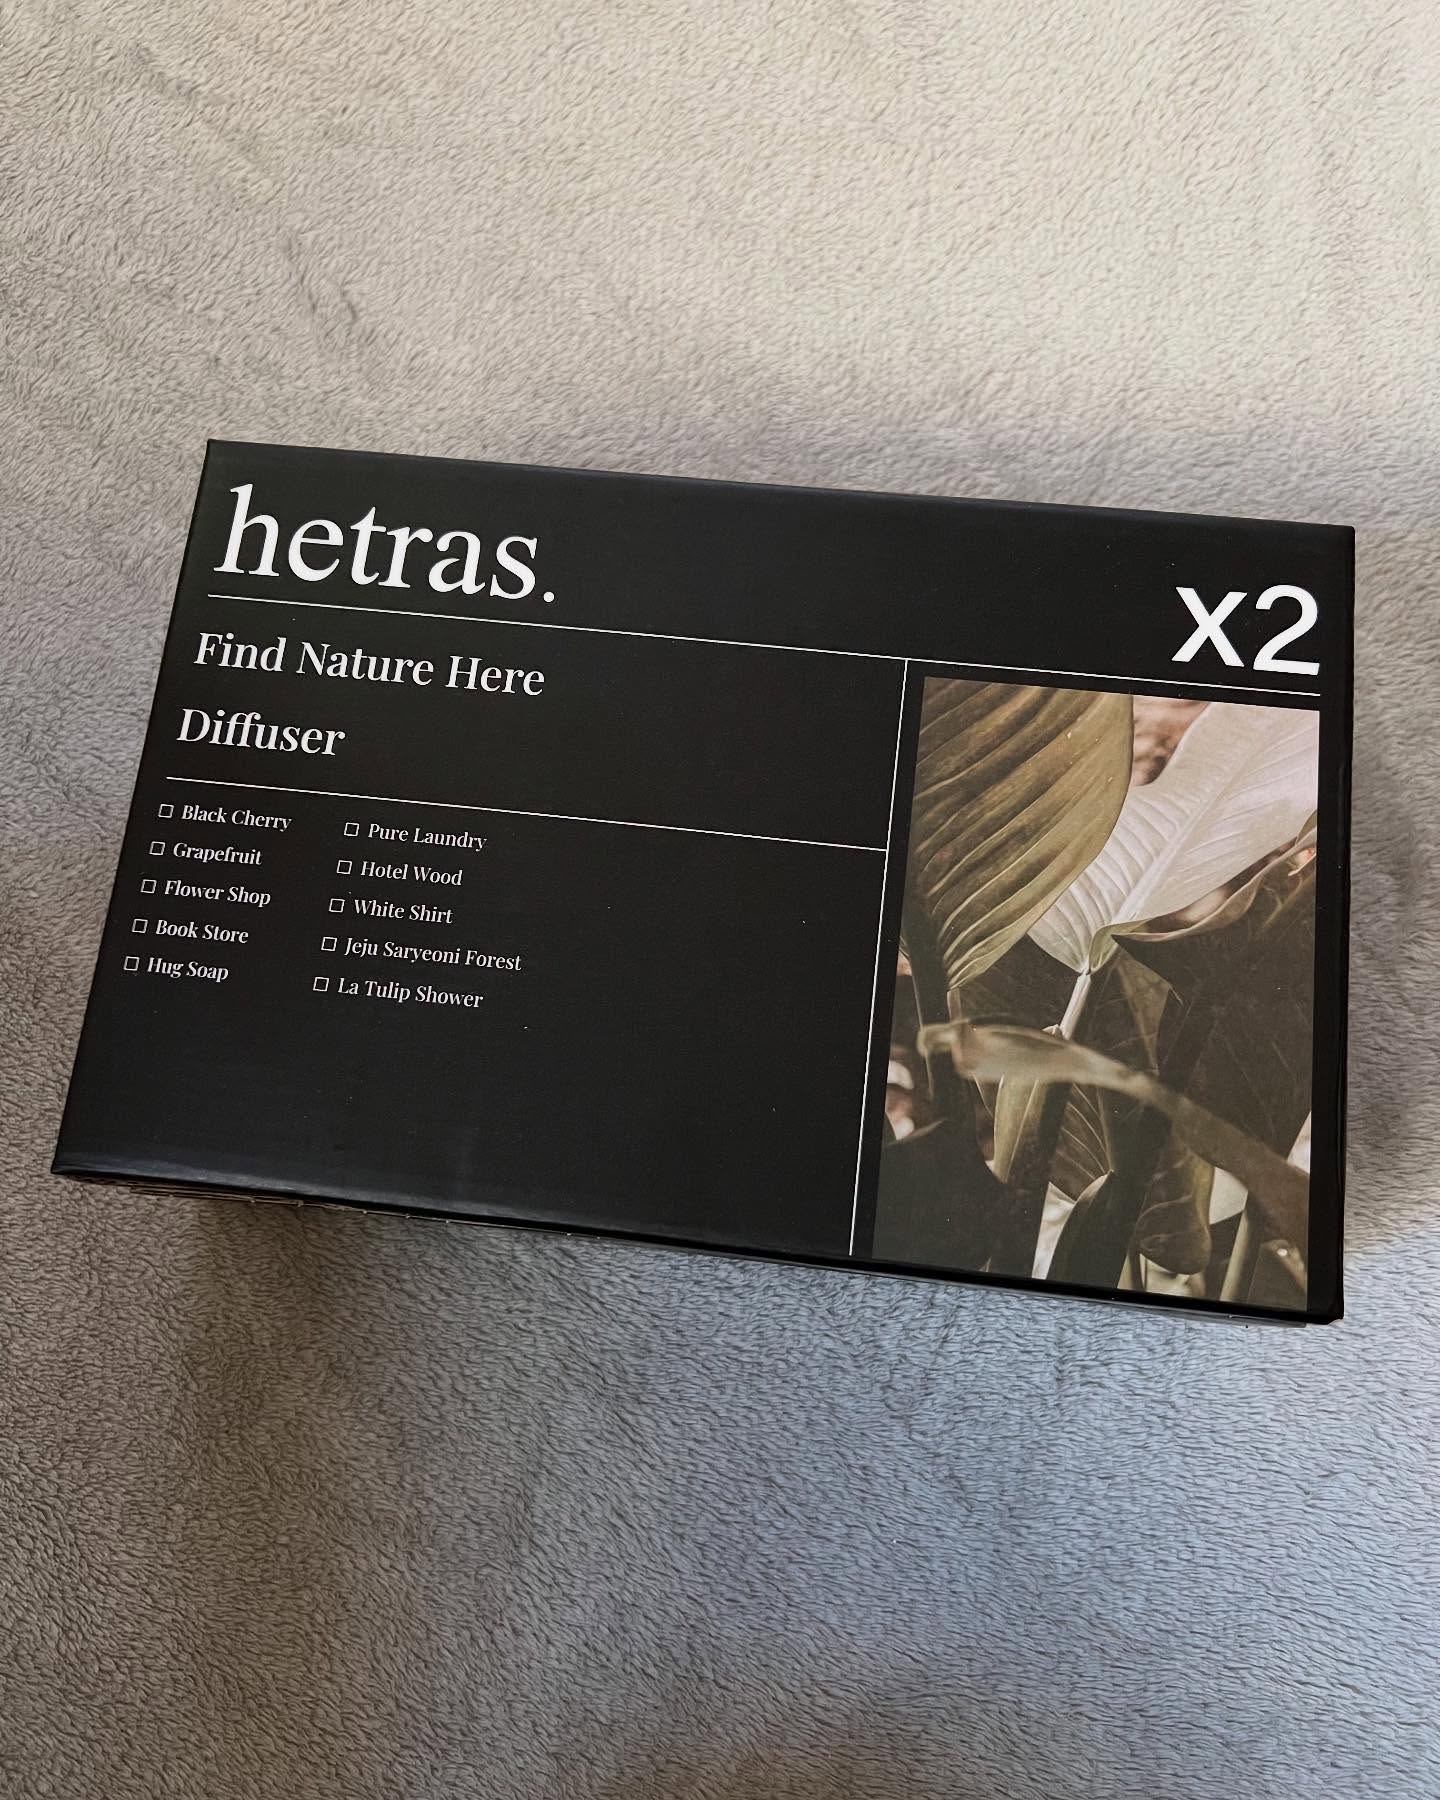 hetras.
x2
Find Nature Here
Diffuser
☐ Black Cherry
☐ Grapefruit
☐ Flower Shop
☐ Book Store
☐ Hug Soap
☐ Pure Laundry
☐ Hotel Wood
☐ White Shirt
☐ Jeju Saryeoni Forest
☐ La Tulip Shower